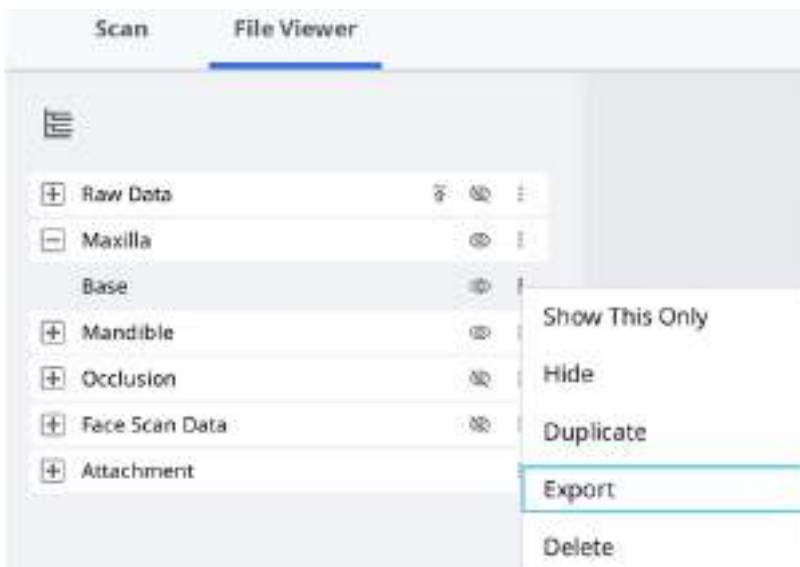 Scan File Viewer
Raw Data
Maxilla
Base
Mandible
Occlusion
Face Scan Data
Attachment
Show This Only
Hide
Duplicate
Export
Delete